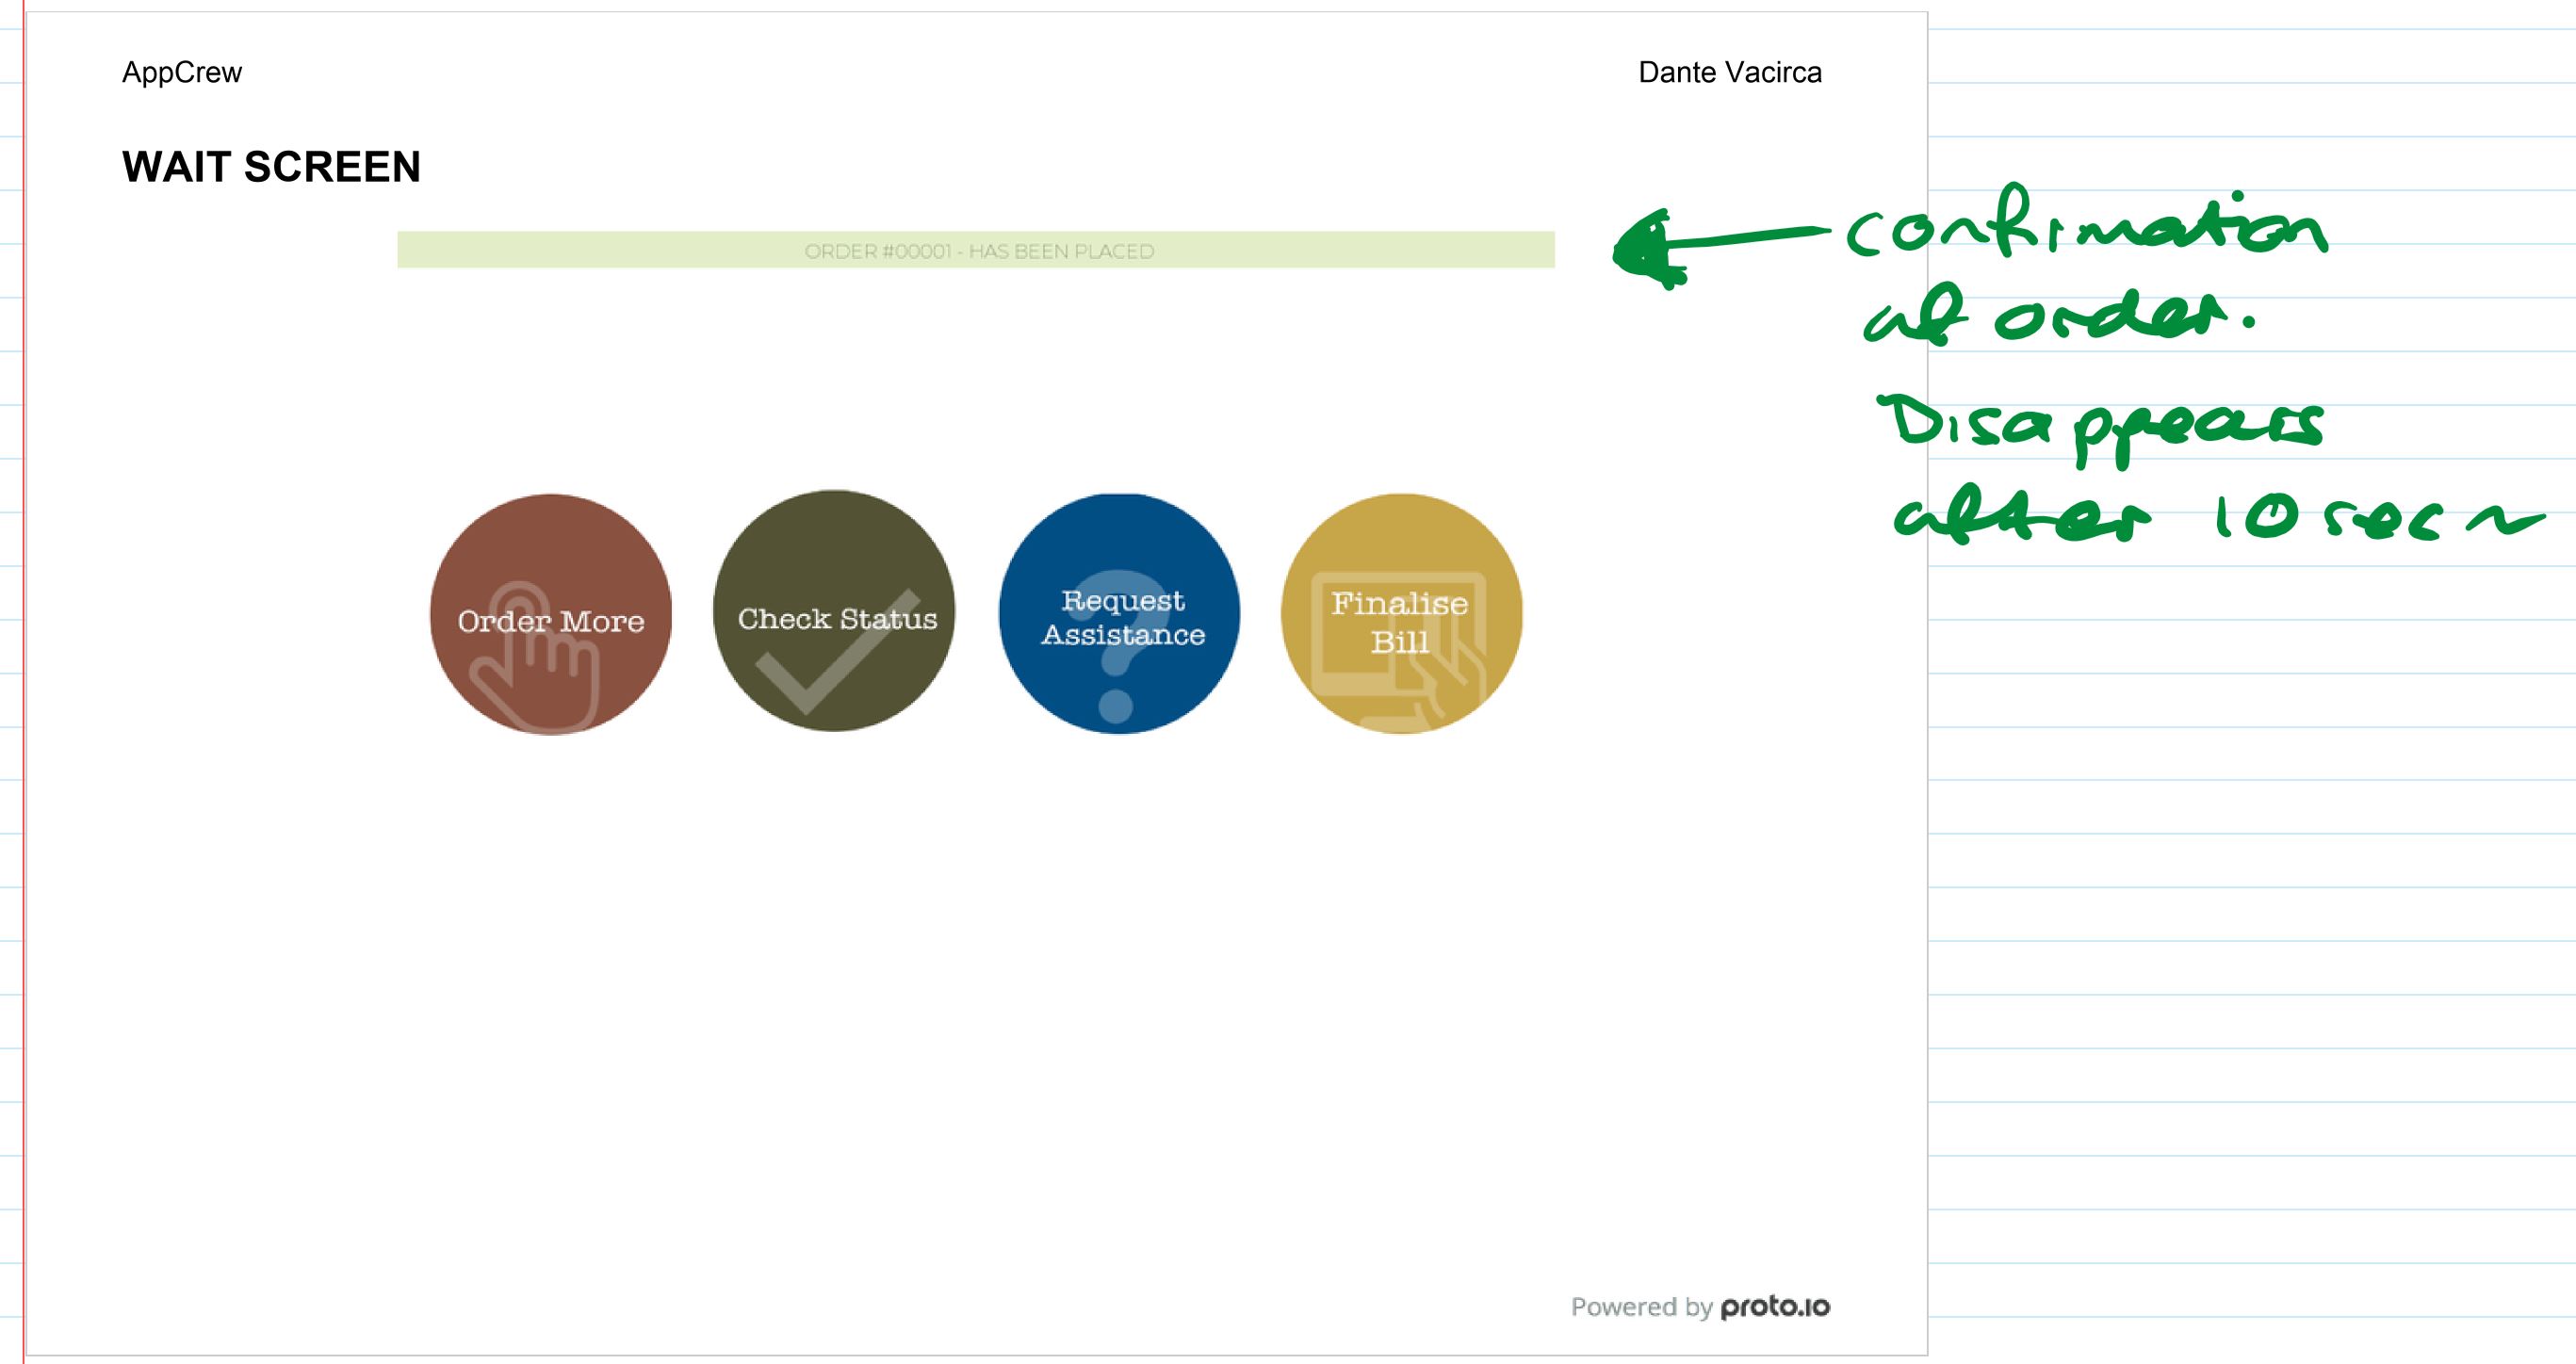 AppCrew
Dante Vacirca
WAIT SCREEN
ORDER #00001 - HAS BEEN PLACED
confirmation
of order.
Disappears
after 10 sec ~
Order More
Check Status
Request
Assistance
Finalise
Bill
Powered by proto.io